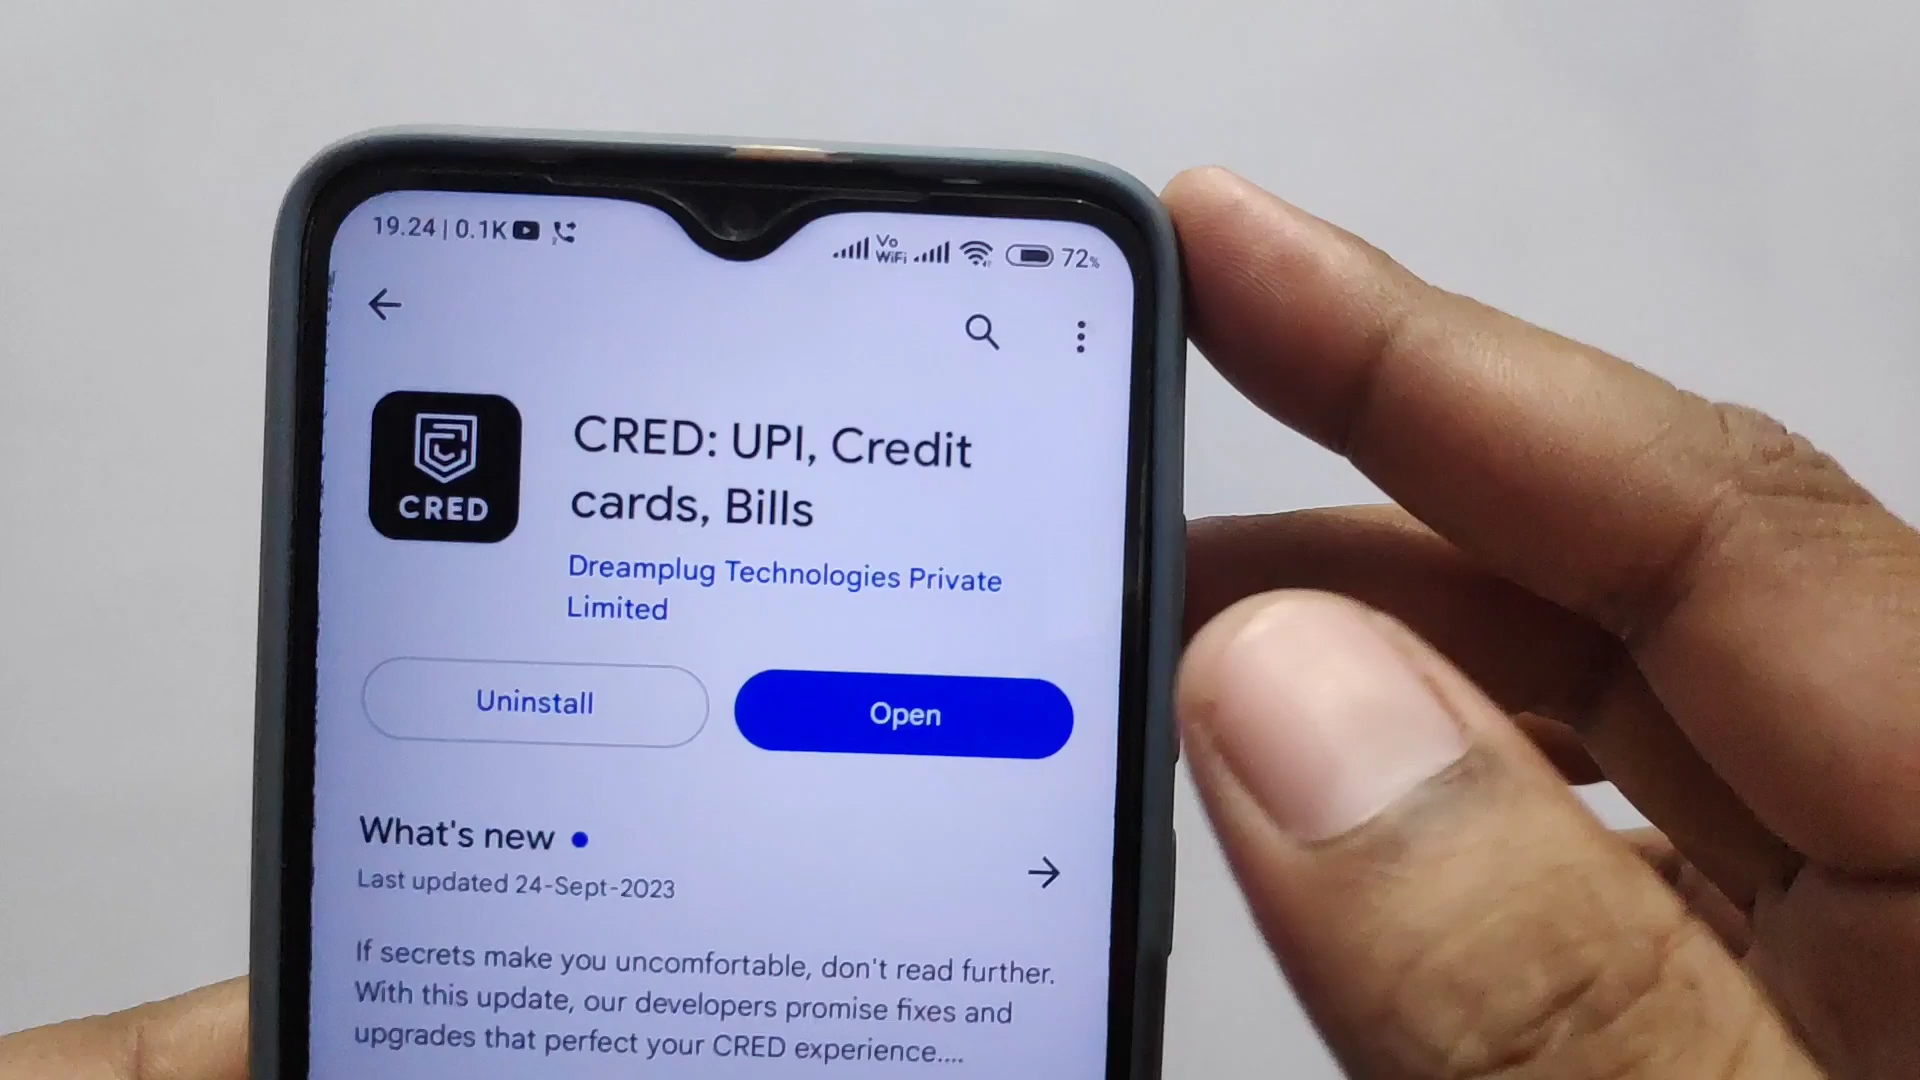 19.24 | 0.1K
Vo
WiFi
72%
CRED
CRED: UPI, Credit
cards, Bills
Dreamplug Technologies Private
Limited
Uninstall
Open
What's new
Last updated 24-Sept-2023
If secrets make you uncomfortable, don't read further.
With this update, our developers promise fixes and
upgrades that perfect your CRED experience....